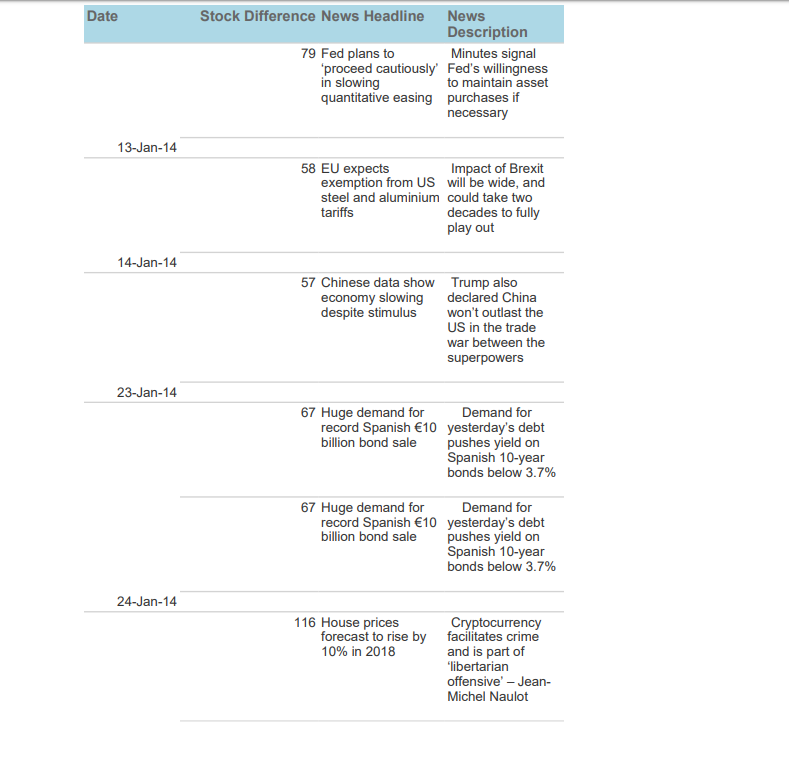 Date Stock Difference News Headline News
Description
79 Fed plans to
‘proceed cautiously’
in slowing
quantitative easing
Minutes signal
Fed’s willingness
to maintain asset
purchases if
necessary
13-Jan-14
58 EU expects
exemption from US
steel and aluminium
tariffs
Impact of Brexit
will be wide, and
could take two
decades to fully
play out
14-Jan-14
57 Chinese data show
economy slowing
despite stimulus
Trump also
declared China
won’t outlast the
US in the trade
war between the
superpowers
23-Jan-14
67 Huge demand for
record Spanish €10
billion bond sale
Demand for
yesterday’s debt
pushes yield on
Spanish 10-year
bonds below 3.7%
67 Huge demand for
record Spanish €10
billion bond sale
Demand for
yesterday’s debt
pushes yield on
Spanish 10-year
bonds below 3.7%
24-Jan-14
116 House prices
forecast to rise by
10% in 2018
Cryptocurrency
facilitates crime
and is part of
‘libertarian
offensive’ – Jean-
Michel Naulot